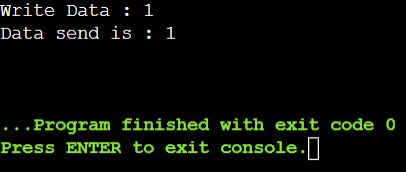 Write Data : 1
Data send is : 1
...Program finished with exit code 0
Press ENTER to exit console.